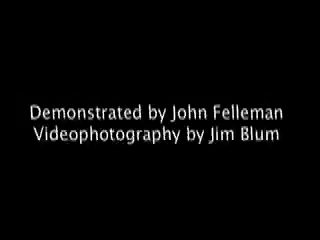 Demonstrated by John Felleman
Videophotography by Jim Blum